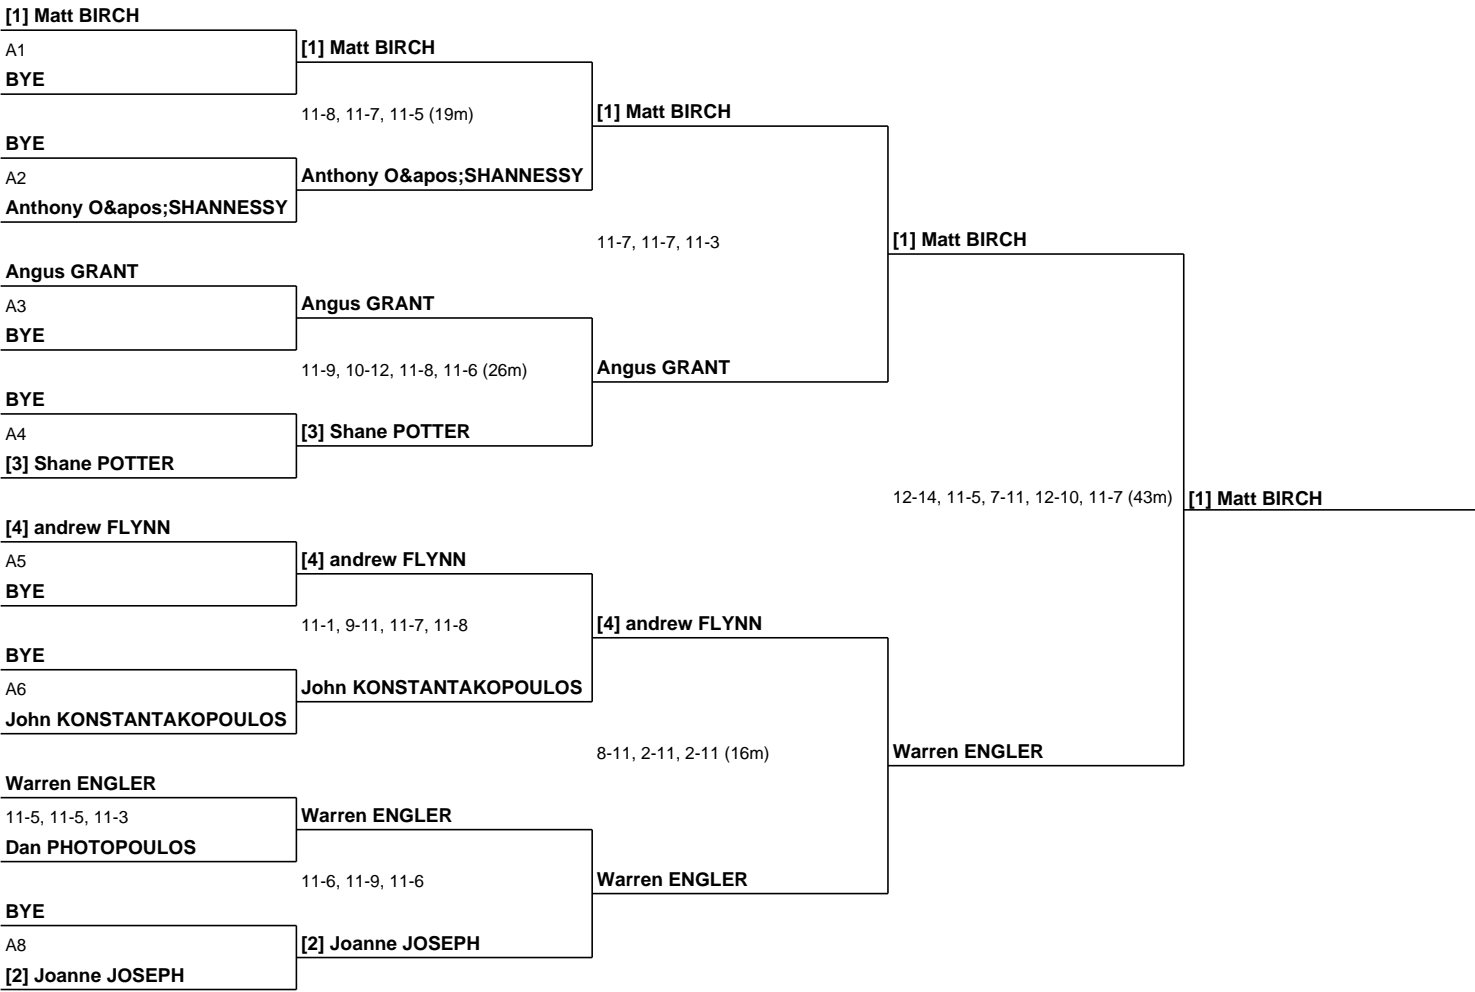 [1] Matt BIRCH
A1
BYE
BYE
A2
Anthony O&apos;SHANNESSY
Angus GRANT
A3
BYE
BYE
A4
[3] Shane POTTER
[4] andrew FLYNN
A5
BYE
BYE
A6
John KONSTANTAKOPOULOS
Warren ENGLER
11-5, 11-5, 11-3
Dan PHOTOPOULOS
BYE
A8
[2] Joanne JOSEPH
[1] Matt BIRCH
11-8, 11-7, 11-5 (19m)
Anthony O&apos;SHANNESSY
Angus GRANT
11-9, 10-12, 11-8, 11-6 (26m)
[3] Shane POTTER
[4] andrew FLYNN
11-1, 9-11, 11-7, 11-8
John KONSTANTAKOPOULOS
Warren ENGLER
11-6, 11-9, 11-6
[2] Joanne JOSEPH
[1] Matt BIRCH
11-7, 11-7, 11-3
Angus GRANT
[4] andrew FLYNN
8-11, 2-11, 2-11 (16m)
Warren ENGLER
[1] Matt BIRCH
12-14, 11-5, 7-11, 12-10, 11-7 (43m)
Warren ENGLER
[1] Matt BIRCH